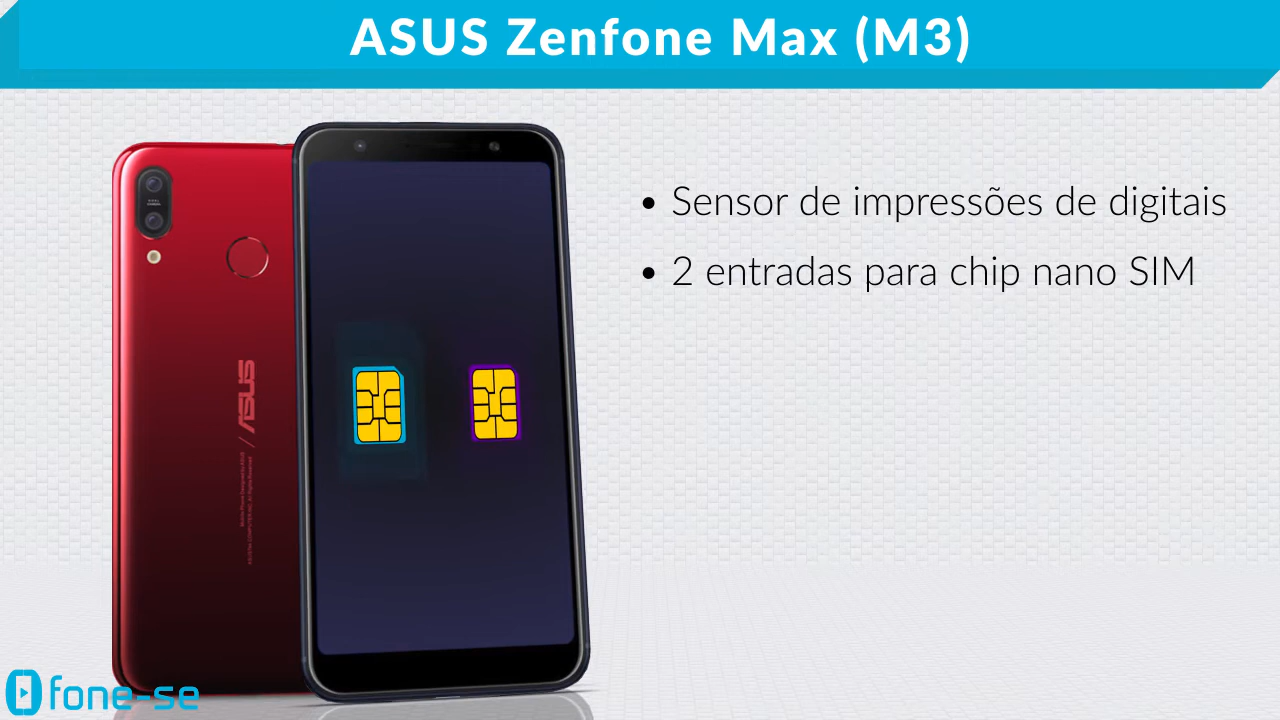 ASUS Zenfone Max (M3)
• Sensor de impressões de digitais
• 2 entradas para chip nano SIM
/ ASUS
fone-se